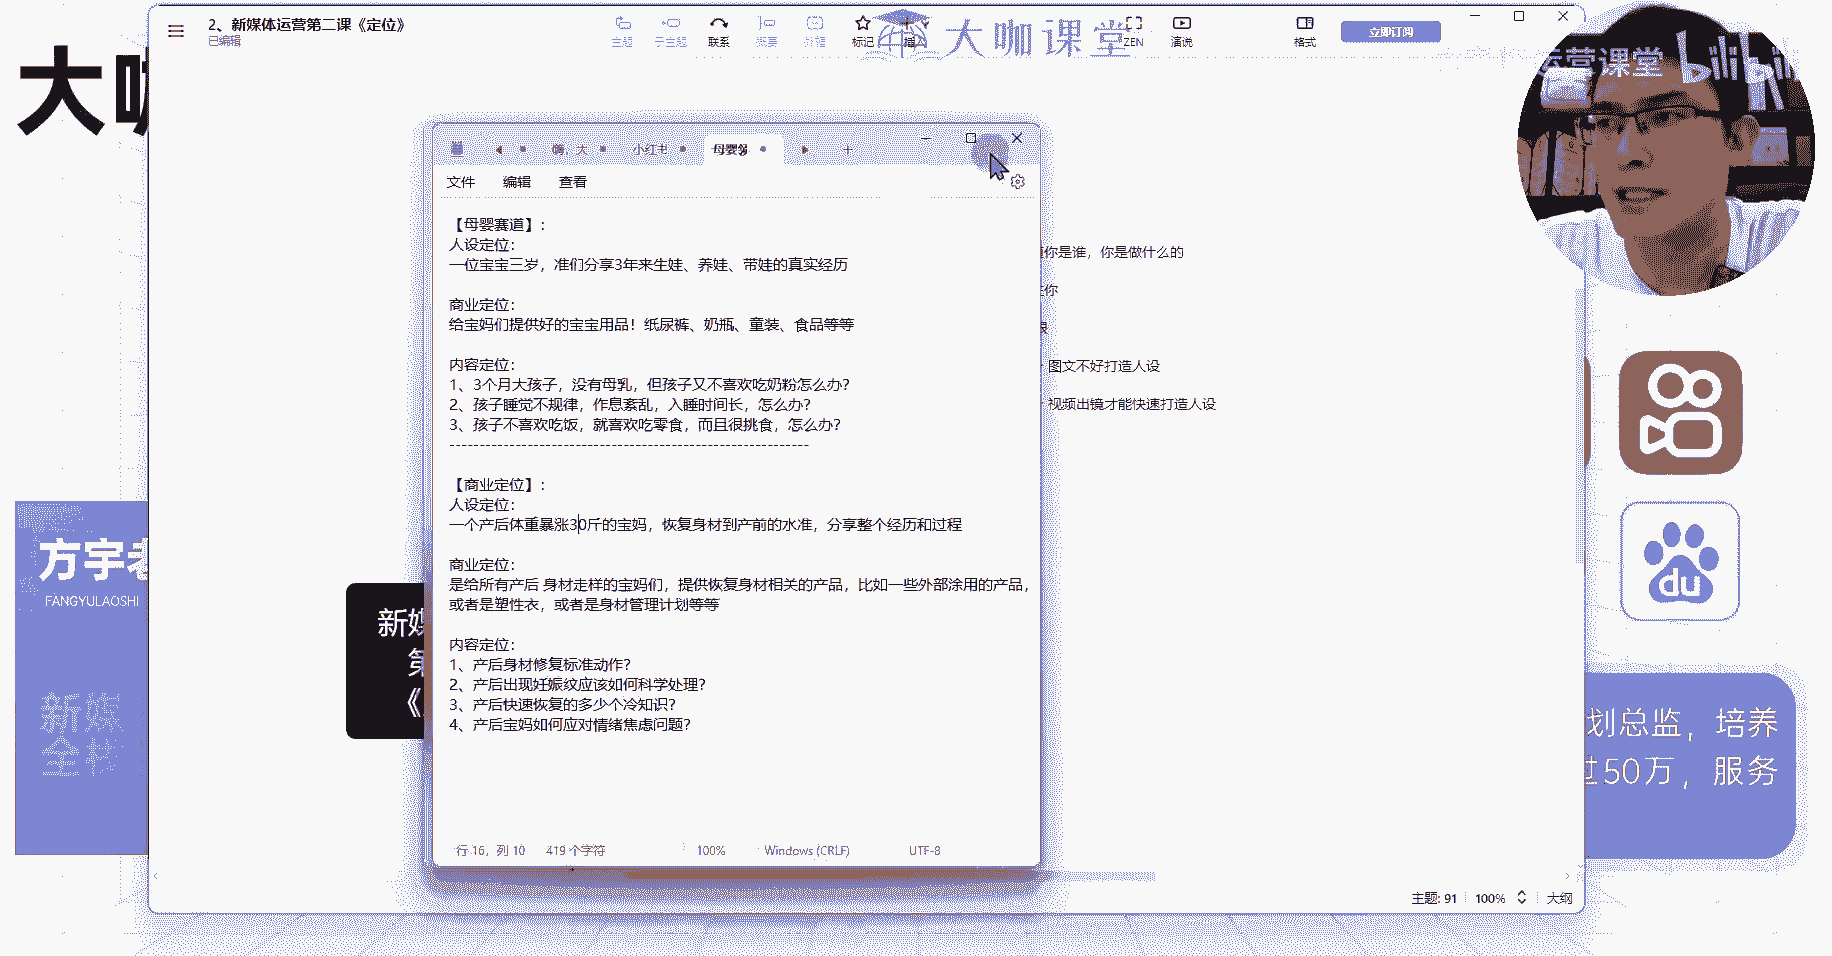 大咖
2、新媒体运营第二课《定位》
已编辑
主题
子主题
联系
概要
外框
标记
插
ZEN
演说
格式
立即订阅
大咖课堂
运营课堂 bilibili
母婴
小红书
文件 编辑 查看
【母婴赛道】:
人设定位:
一位宝宝三岁，准们分享3年来生娃、养娃、带娃的真实经历
商业定位:
给宝妈们提供好的宝宝用品！纸尿裤、奶瓶、童装、食品等等
内容定位:
1、3个月大孩子，没有母乳，但孩子又不喜欢吃奶粉怎么办?
2、孩子睡觉不规律，作息紊乱，入睡时间长，怎么办?
3、孩子不喜欢吃饭，就喜欢吃零食，而且很挑食，怎么办?
------------------------------------------------------------
【商业定位】:
人设定位:
一个产后体重暴涨30斤的宝妈，恢复身材到产前的水准，分享整个经历和过程
商业定位:
是给所有产后 身材走样的宝妈们，提供恢复身材相关的产品，比如一些外部涂用的产品，
或者是塑性衣，或者是身材管理计划等等
内容定位:
1、产后身材修复标准动作?
2、产后出现妊娠纹应该如何科学处理?
3、产后快速恢复的多少个冷知识?
4、产后宝妈如何应对情绪焦虑问题?
行 16，列 10 419 个字符 100% Windows (CRLF) UTF-8
你是谁，你是做什么的
你
图文不好打造人设
视频出镜才能快速打造人设
方宇老
FANGYULAOSHI
新媒
全栈
新媒
第
《
du
划总监，培养
过50万，服务
主题: 91 100% 大纲